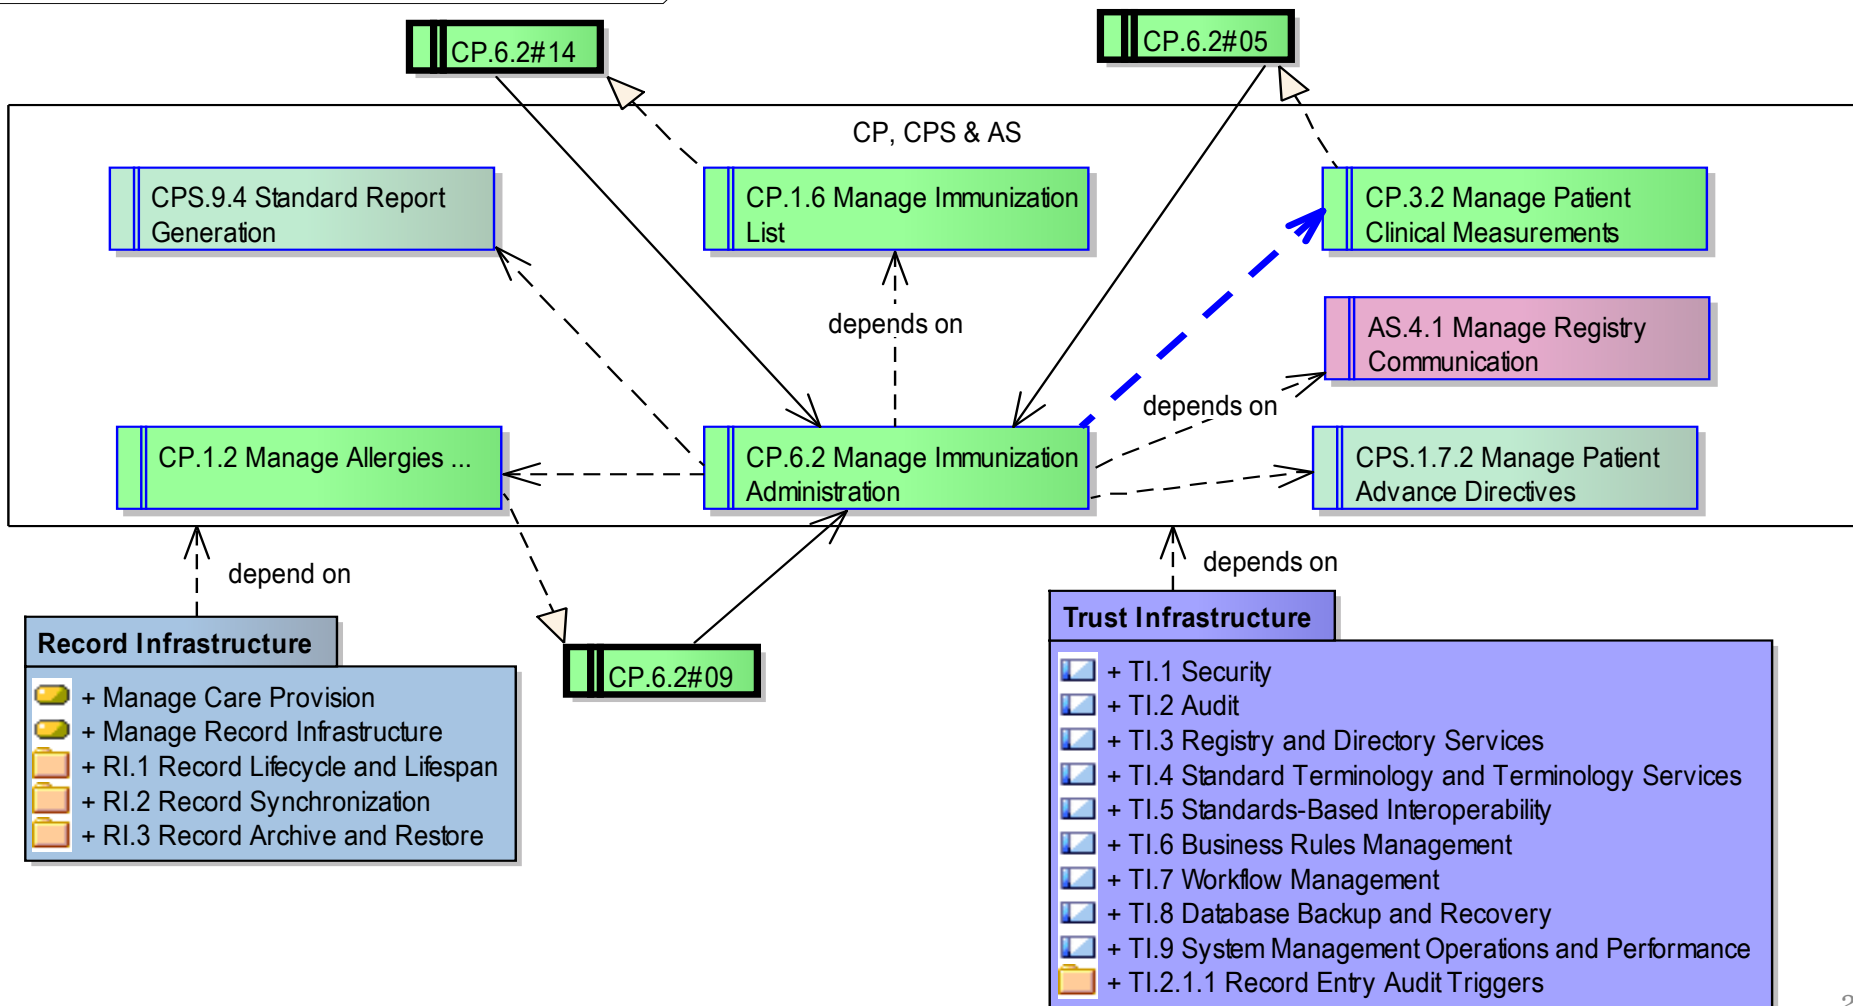 CP.6.2#14
CP.6.2#05
CP, CPS & AS
CPS.9.4 Standard Report
Generation
CP.1.6 Manage Immunization
List
CP.3.2 Manage Patient
Clinical Measurements
depends on
AS.4.1 Manage Registry
Communication
depends on
CP.1.2 Manage Allergies ...
CP.6.2 Manage Immunization
Administration
CPS.1.7.2 Manage Patient
Advance Directives
depend on
depends on
Record Infrastructure
+ Manage Care Provision
+ Manage Record Infrastructure
+ RI.1 Record Lifecycle and Lifespan
+ RI.2 Record Synchronization
+ RI.3 Record Archive and Restore
CP.6.2#09
Trust Infrastructure
+ TI.1 Security
+ TI.2 Audit
+ TI.3 Registry and Directory Services
+ TI.4 Standard Terminology and Terminology Services
+ TI.5 Standards-Based Interoperability
+ TI.6 Business Rules Management
+ TI.7 Workflow Management
+ TI.8 Database Backup and Recovery
+ TI.9 System Management Operations and Performance
+ TI.2.1.1 Record Entry Audit Triggers